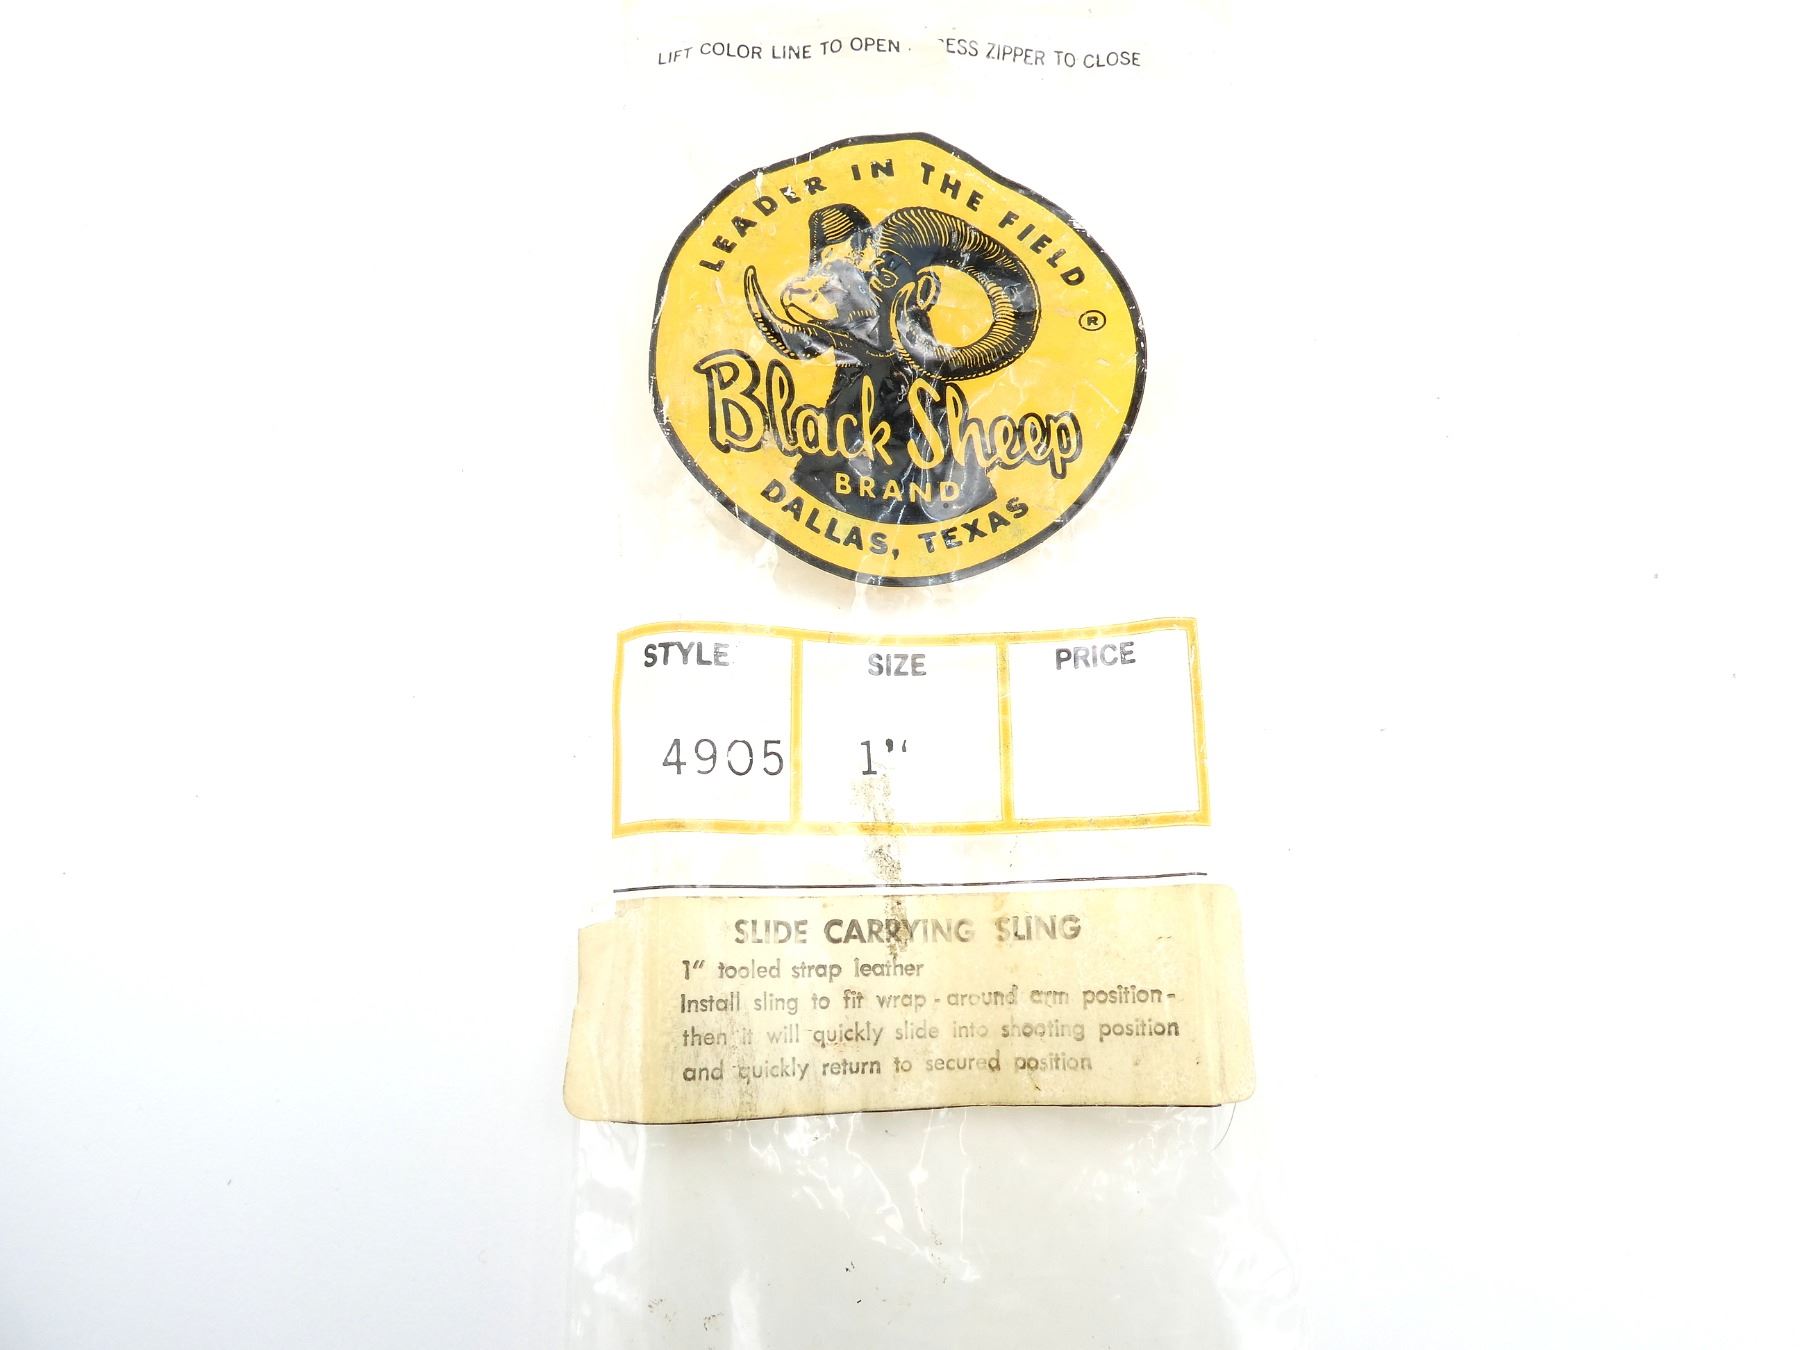 LIFT COLOR LINE TO OPEN . ESS ZIPPER TO CLOSE
LEADER IN THE FIELD ®
Black Sheep
BRAND
DALLAS, TEXAS
STYLE SIZE PRICE
4905 1"
SLIDE CARRYING SLING
1" tooled strap leather
Install sling to fit wrap-around arm position-
then it will quickly slide into shooting position
and quickly return to secured position